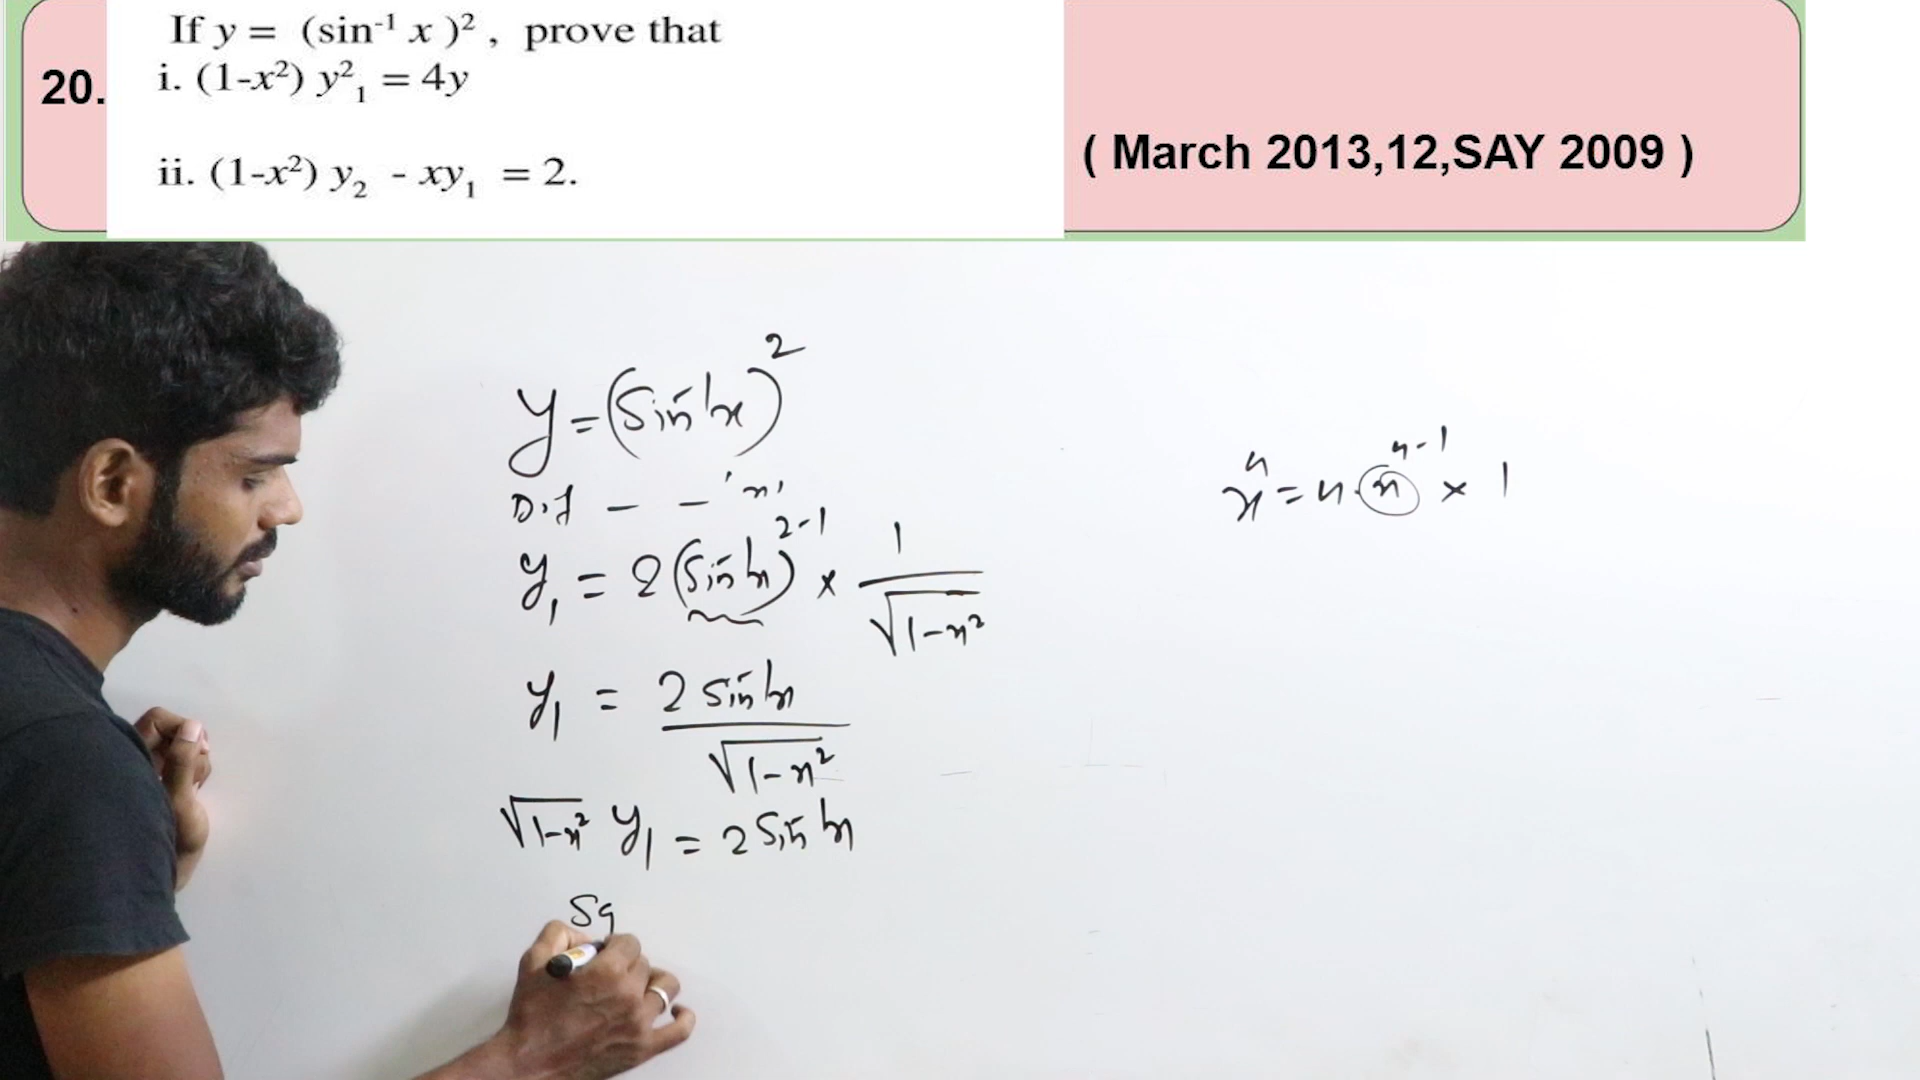 If y = (sin⁻¹ x )² , prove that
20.
i. (1-x²) y²₁ = 4y
( March 2013,12,SAY 2009 )
ii. (1-x²) y₂ - xy₁ = 2.
y = (Sin⁻¹x)²
Dif – – 'x'
y₁ = 2 (Sin⁻¹x)²⁻¹ × 1/√1-x²
y₁ = 2 Sin⁻¹x/√1-x²
√1-x² y₁ = 2 Sin⁻¹x
Sq
xⁿ = n.xⁿ⁻¹ × 1